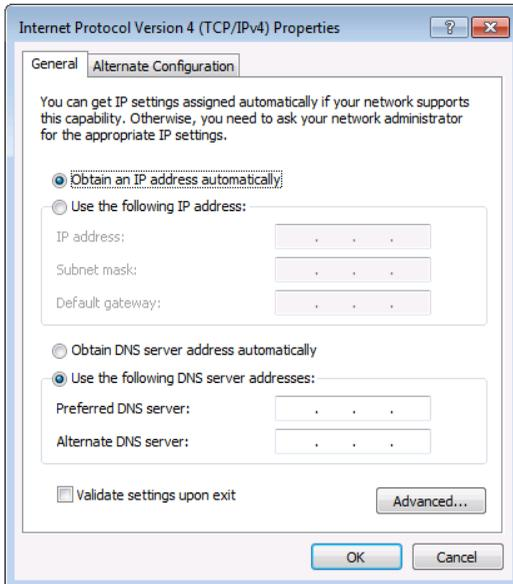 Internet Protocol Version 4 (TCP/IPv4) Properties
General
Alternate Configuration
You can get IP settings assigned automatically if your network supports
this capability. Otherwise, you need to ask your network administrator
for the appropriate IP settings.
Obtain an IP address automatically
Use the following IP address:
IP address:
Subnet mask:
Default gateway:
Obtain DNS server address automatically
Use the following DNS server addresses:
Preferred DNS server:
Alternate DNS server:
Validate settings upon exit
Advanced...
OK
Cancel